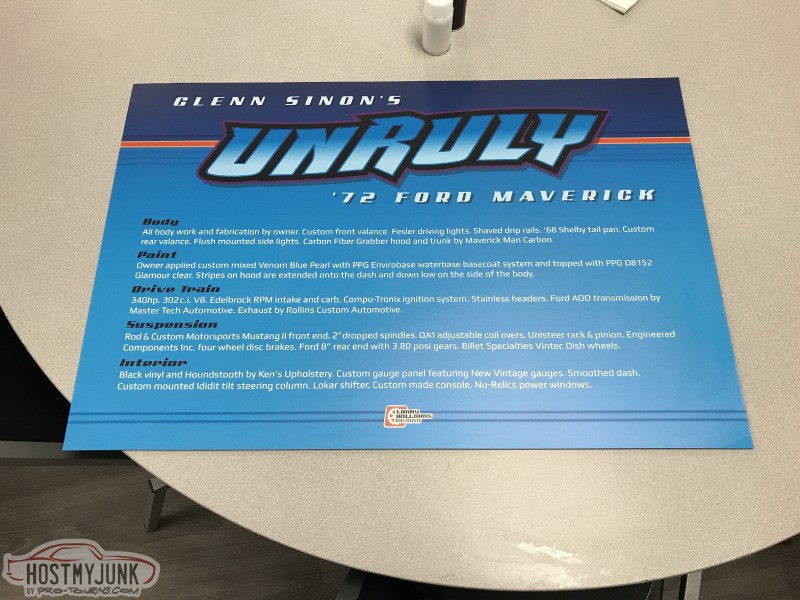 GLENN SINON'S
UNRULY
'72 FORD MAVERICK
Body
All body work and fabrication by owner. Custom front valance. Fesler driving lights. Shaved drip rails. '68 Shelby tail pan. Custom
rear valance. Flush mounted side lights. Carbon Fiber Grabber hood and trunk by Maverick Man Carbon.
Paint
Owner applied custom mixed Venom Blue Pearl with PPG Envirobase waterbase basecoat system and topped with PPG D8152
Glamour clear. Stripes on hood are extended onto the dash and down low on the side of the body.
Drive Train
340hp. 302 c.i. V8. Edelbrock RPM intake and carb. Compu-Tronix ignition system. Stainless headers. Ford AOD transmission by
Master Tech Automotive. Exhaust by Rollins Custom Automotive.
Suspension
Rod & Custom Motorsports Mustang II front end. 2" dropped spindles. QA1 adjustable coil overs. Unisteer rack & pinion. Engineered
Components Inc. four wheel disc brakes. Ford 8" rear end with 3.80 posi gears. Billet Specialties Vintec Dish wheels.
Interior
Black vinyl and Houndstooth by Ken's Upholstery. Custom gauge panel featuring New Vintage gauges. Smoothed dash.
Custom mounted Ididit tilt steering column. Lokar shifter. Custom made console. Nu-Relics power windows.
LARRY
WILLIAMS
DESIGN
HOSTMYJUNK
BY PRO-TOURING.COM